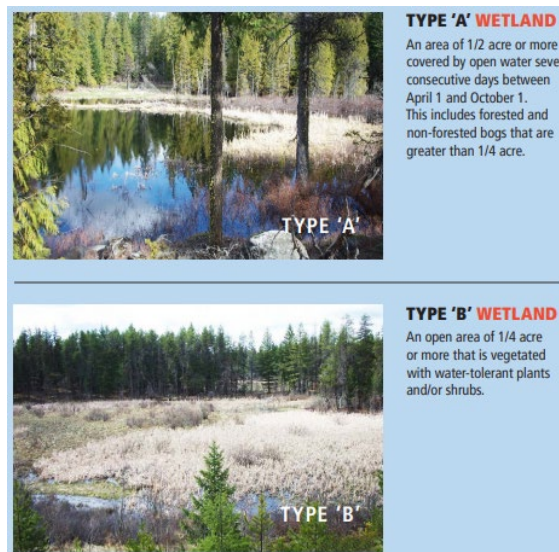 TYPE 'A' WETLAND
An area of 1/2 acre or more
covered by open water seve
consecutive days between
April 1 and October 1.
This includes forested and
non-forested bogs that are
greater than 1/4 acre.
TYPE 'A'
TYPE 'B' WETLAND
An open area of 1/4 acre
or more that is vegetated
with water-tolerant plants
and/or shrubs.
TYPE 'B'